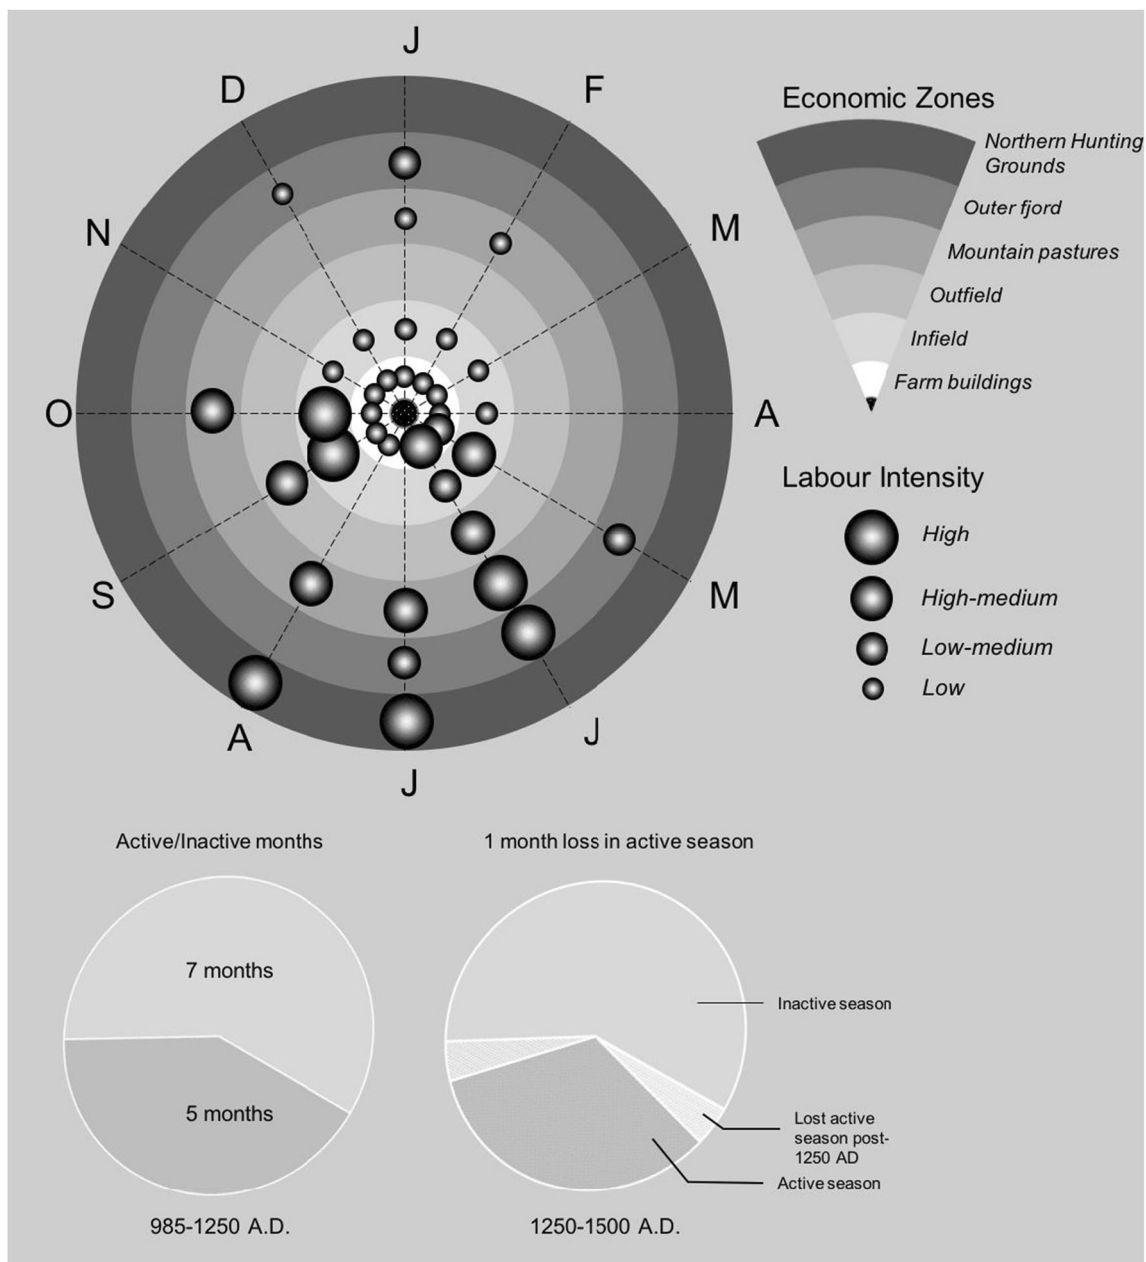 J
D
F
Economic Zones
Northern Hunting
Grounds
Outer fjord
N
M
Mountain pastures
Outfield
Infield
Farm buildings
O
A
Labour Intensity
High
S
M
High-medium
Low-medium
Low
A
J
J
Active/Inactive months
1 month loss in active season
7 months
Inactive season
5 months
Lost active
season post-
1250 AD
Active season
985-1250 A.D.
1250-1500 A.D.